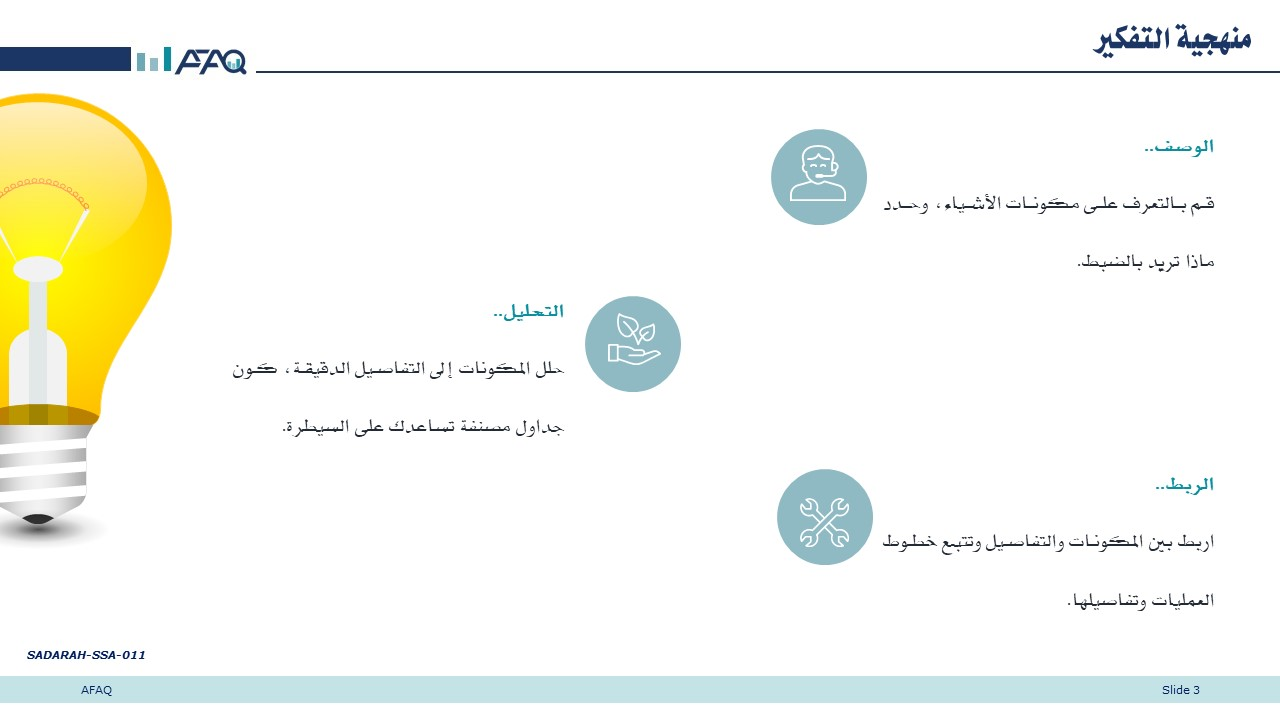 منهجية التفكير
AFAQ
الوصف..
قم بالتعرف على مكونات الأشياء، وحدد
ماذا تريد بالضبط.
التحليل..
حلل المكونات إلى التفاصيل الدقيقة، كون
جداول مصنفة تساعدك على السيطرة.
الربط..
اربط بين المكونات والتفاصيل وتتبع خطوط
العمليات وتفاصيلها.
SADARAH-SSA-011
AFAQ
Slide 3